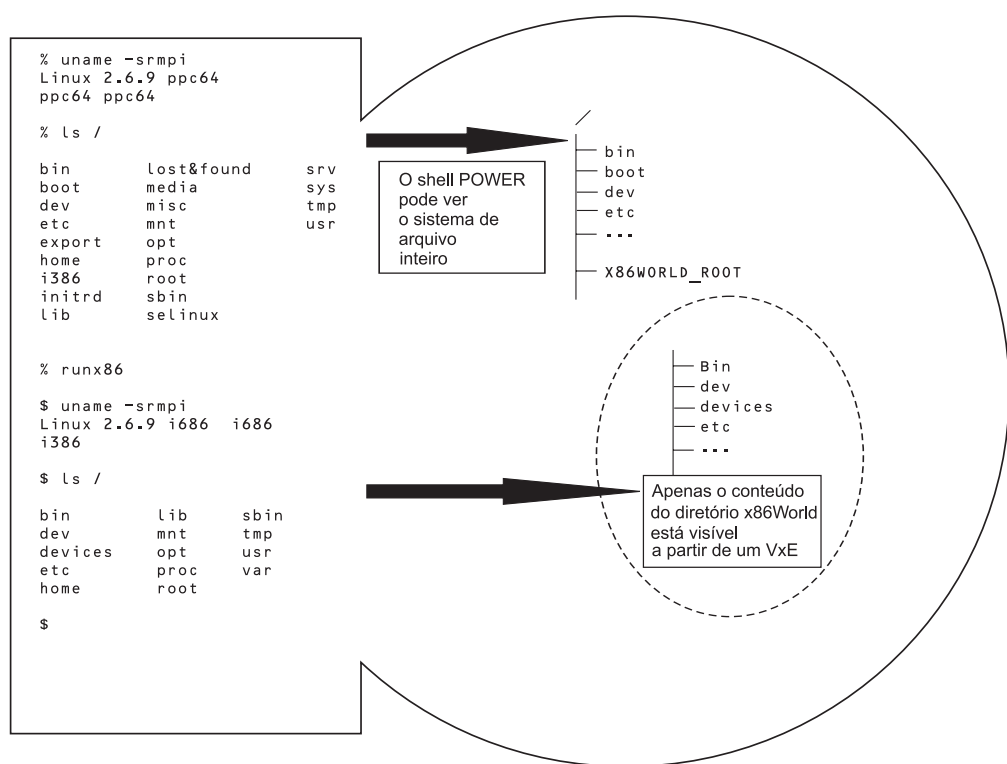 % uname -srmpi
Linux 2.6.9 ppc64
ppc64 ppc64
% ls /
bin lost&found srv
boot media sys
dev misc tmp
etc mnt usr
export opt
home proc
i386 root
initrd sbin
lib selinux
% runx86
$ uname -srmpi
Linux 2.6.9 i686 i686
i386
$ ls /
bin lib sbin
dev mnt tmp
devices opt usr
etc proc var
home root
$
O shell POWER
pode ver
o sistema de
arquivo
inteiro
/
bin
boot
dev
etc
...
X86WORLD_ROOT
Bin
dev
devices
etc
...
Apenas o conteúdo
do diretório x86World
está visível
a partir de um VxE